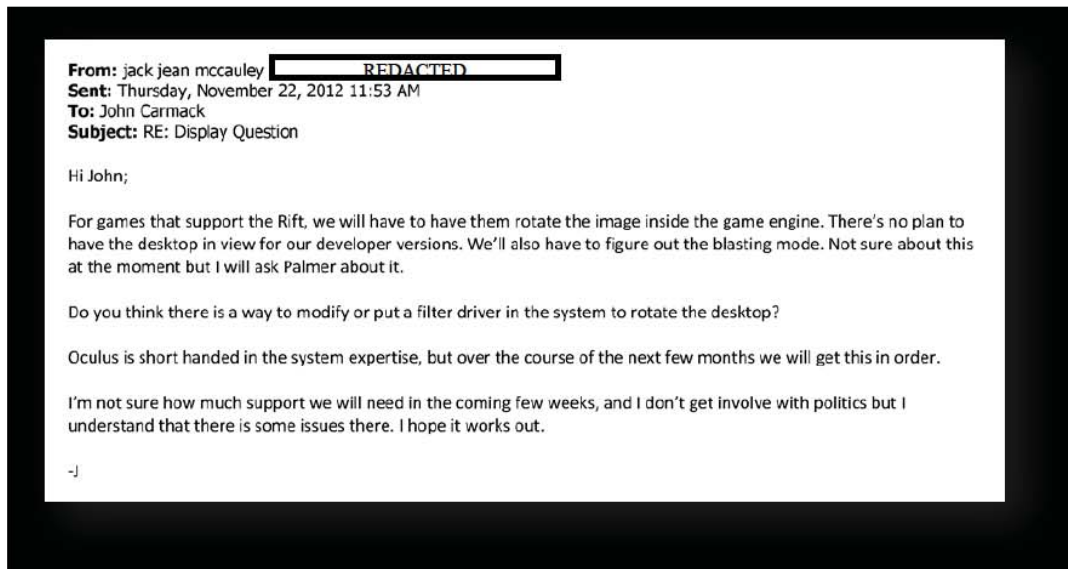 From: jack jean mccauley REDACTED
Sent: Thursday, November 22, 2012 11:53 AM
To: John Carmack
Subject: RE: Display Question
Hi John;
For games that support the Rift, we will have to have them rotate the image inside the game engine. There's no plan to
have the desktop in view for our developer versions. We'll also have to figure out the blasting mode. Not sure about this
at the moment but I will ask Palmer about it.
Do you think there is a way to modify or put a filter driver in the system to rotate the desktop?
Oculus is short handed in the system expertise, but over the course of the next few months we will get this in order.
I'm not sure how much support we will need in the coming few weeks, and I don't get involve with politics but I
understand that there is some issues there. I hope it works out.
-J